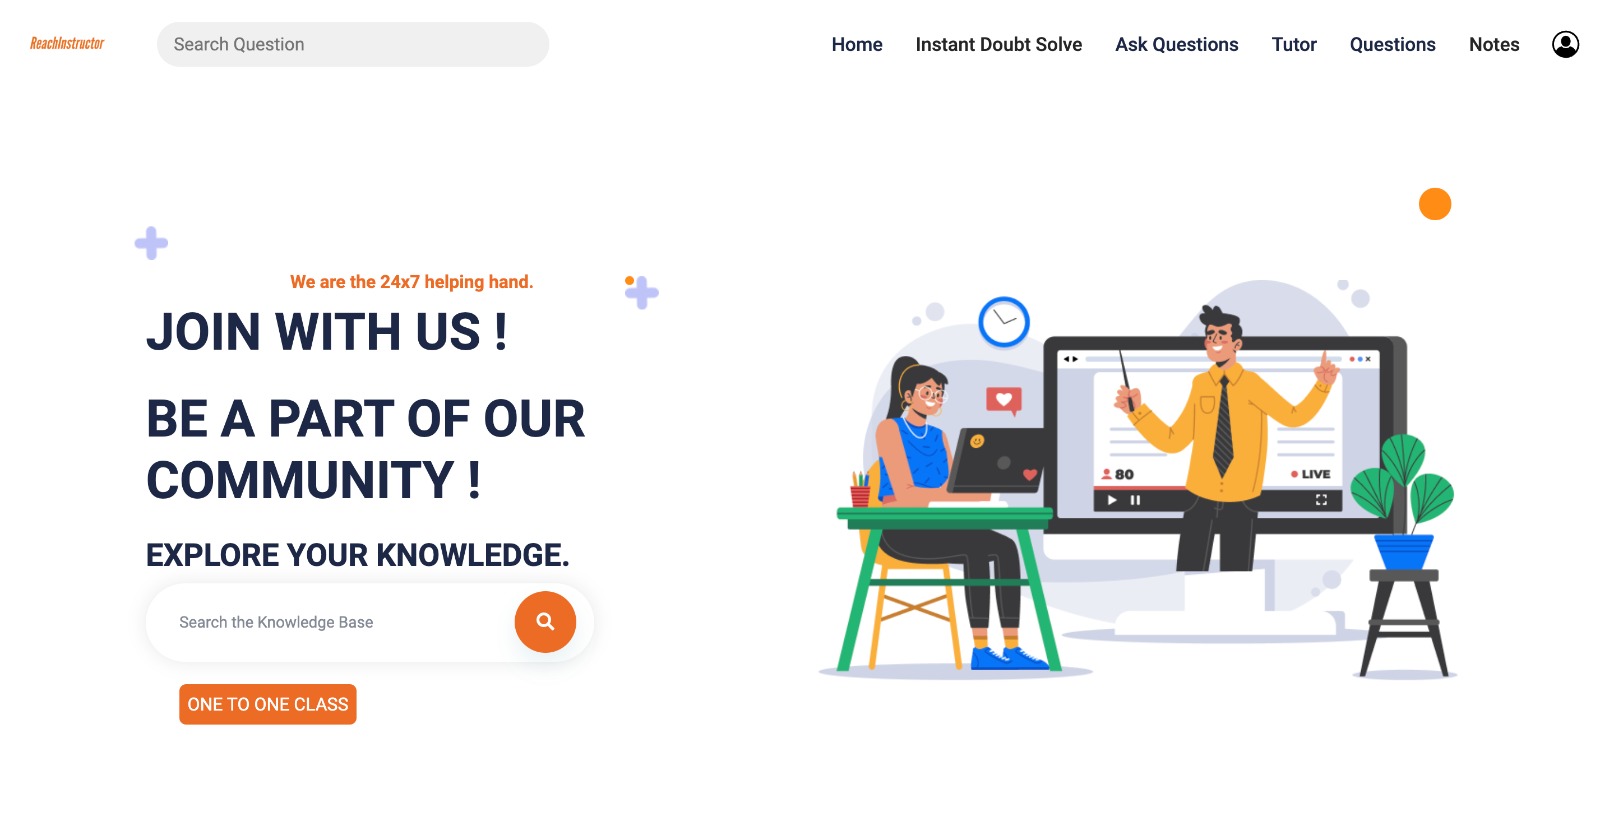 ReachInstructor
Search Question
Home
Instant Doubt Solve
Ask Questions
Tutor
Questions
Notes
We are the 24x7 helping hand.
JOIN WITH US !
BE A PART OF OUR
COMMUNITY !
EXPLORE YOUR KNOWLEDGE.
Search the Knowledge Base
ONE TO ONE CLASS
80
LIVE